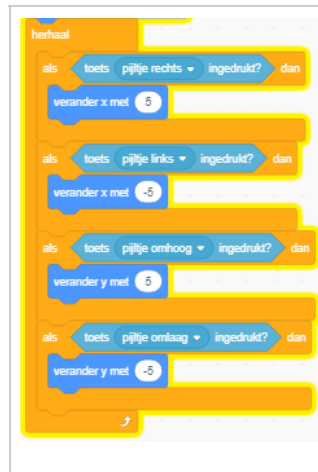 herhaal
als toets pijltje rechts ingedrukt? dan
verander x met 5
als toets pijltje links ingedrukt? dan
verander x met -5
als toets pijltje omhoog ingedrukt? dan
verander y met 5
als toets pijltje omlaag ingedrukt? dan
verander y met -5